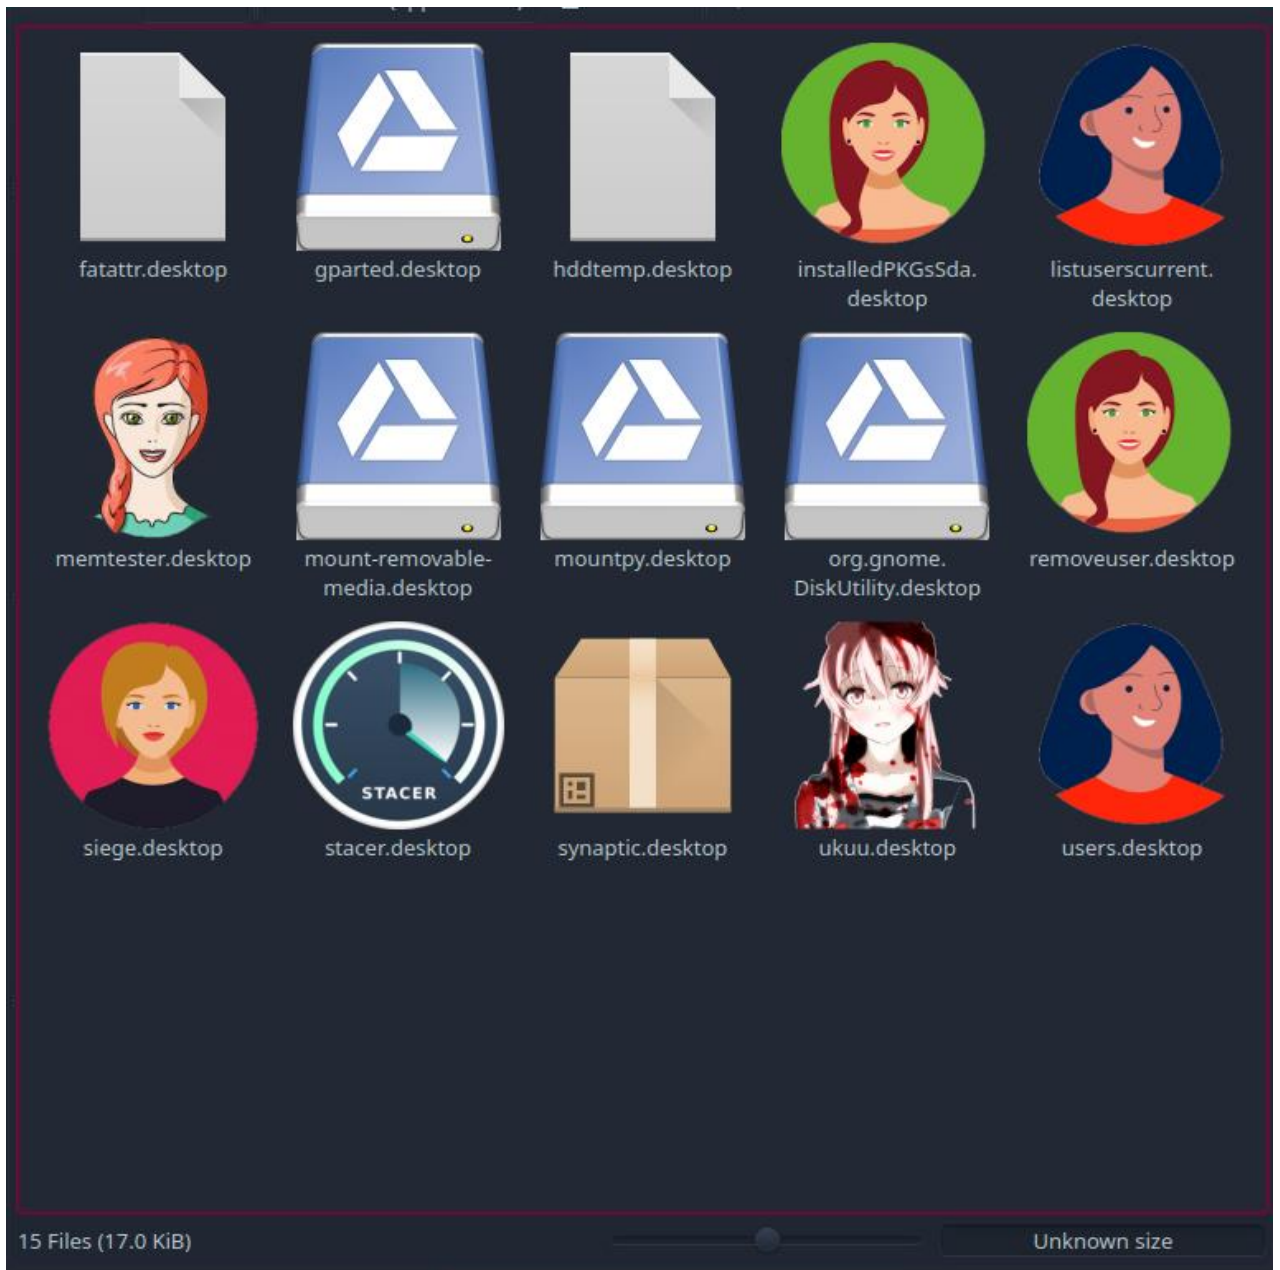 fatattr.desktop
gparted.desktop
hddtemp.desktop
installedPKGsSda.
desktop
listuserscurrent.
desktop
memtester.desktop
mount-removable-
media.desktop
mountpy.desktop
org.gnome.
DiskUtility.desktop
removeuser.desktop
STACER
siege.desktop
stacer.desktop
synaptic.desktop
ukuu.desktop
users.desktop
15 Files (17.0 KiB)
Unknown size